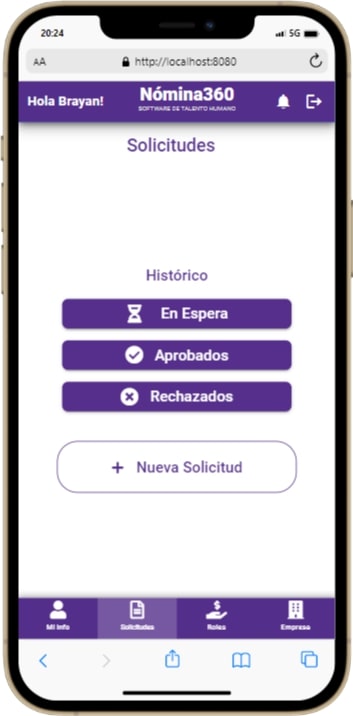 20:24
5G
AA
http://localhost:8080
Hola Brayan!
Nómina360
SOFTWARE DE TALENTO HUMANO
Solicitudes
Histórico
En Espera
Aprobados
Rechazados
+ Nueva Solicitud
Mi Info
Solicitudes
Roles
Empresa